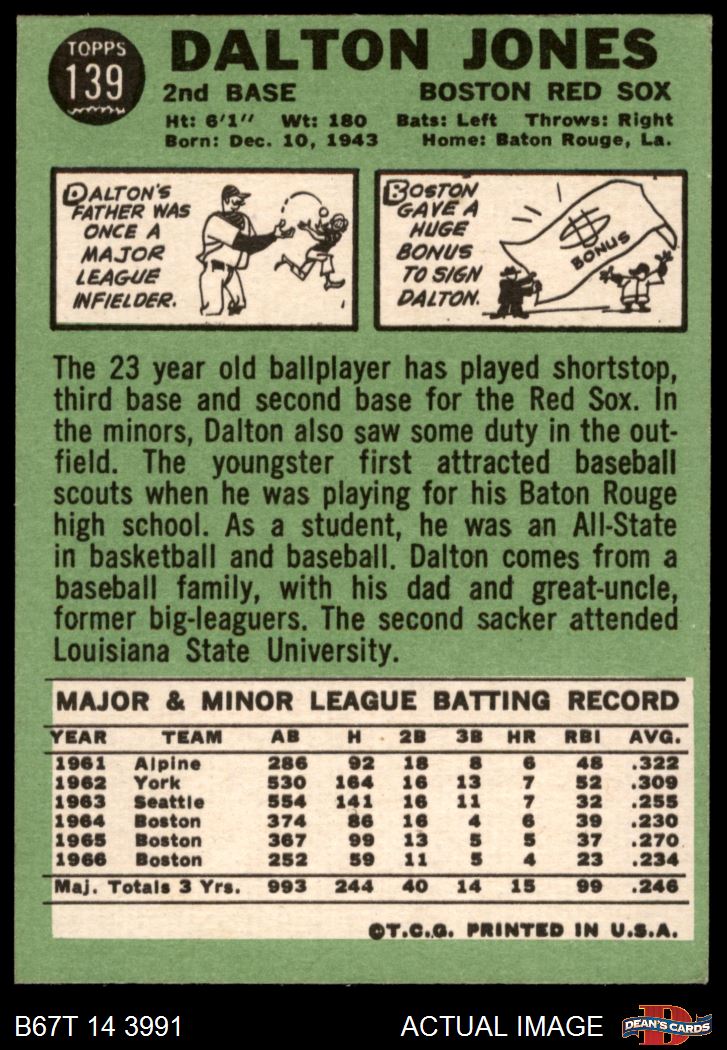 TOPPS
139
DALTON JONES
2nd BASE BOSTON RED SOX
Ht: 6'1" Wt: 180 Bats: Left Throws: Right
Born: Dec. 10, 1943 Home: Baton Rouge, La.
DALTON'S
FATHER WAS
ONCE A
MAJOR
LEAGUE
INFIELDER.
BOSTON
GAVE A
HUGE
BONUS
TO SIGN
DALTON.
$
BONUS
The 23 year old ballplayer has played shortstop,
third base and second base for the Red Sox. In
the minors, Dalton also saw some duty in the out-
field. The youngster first attracted baseball
scouts when he was playing for his Baton Rouge
high school. As a student, he was an All-State
in basketball and baseball. Dalton comes from a
baseball family, with his dad and great-uncle,
former big-leaguers. The second sacker attended
Louisiana State University.
MAJOR & MINOR LEAGUE BATTING RECORD
YEAR TEAM AB H 2B 3B HR RBI AVG.
1961 Alpine 286 92 18 8 6 48 .322
1962 York 530 164 16 13 7 52 .309
1963 Seattle 554 141 16 11 7 32 .255
1964 Boston 374 86 16 4 6 39 .230
1965 Boston 367 99 13 5 5 37 .270
1966 Boston 252 59 11 5 4 23 .234
Maj. Totals 3 Yrs. 993 244 40 14 15 99 .246
©T.C.G. PRINTED IN U.S.A.
B67T 14 3991 ACTUAL IMAGE
D
DEAN'S CARDS